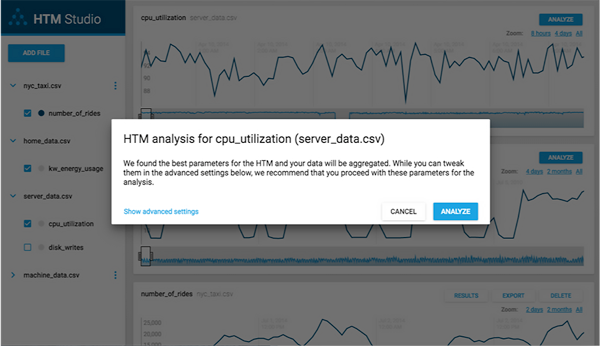 HTM Studio
ADD FILE
nyc_taxi.csv
number_of_rides
home_data.csv
kw_energy_usage
server_data.csv
cpu_utilization
disk_writes
machine_data.csv
cpu_utilization server_data.csv
ANALYZE
Zoom: 8 hours 4 days All
HTM analysis for cpu_utilization (server_data.csv)
We found the best parameters for the HTM and your data will be aggregated. While you can tweak
them in the advanced settings below, we recommend that you proceed with these parameters for the
analysis.
Show advanced settings
CANCEL
ANALYZE
ANALYZE
4 days 2 months All
number_of_rides nyc_taxi.csv
RESULTS
EXPORT
DELETE
Zoom: 2 days 2 months All
25,000
20,000